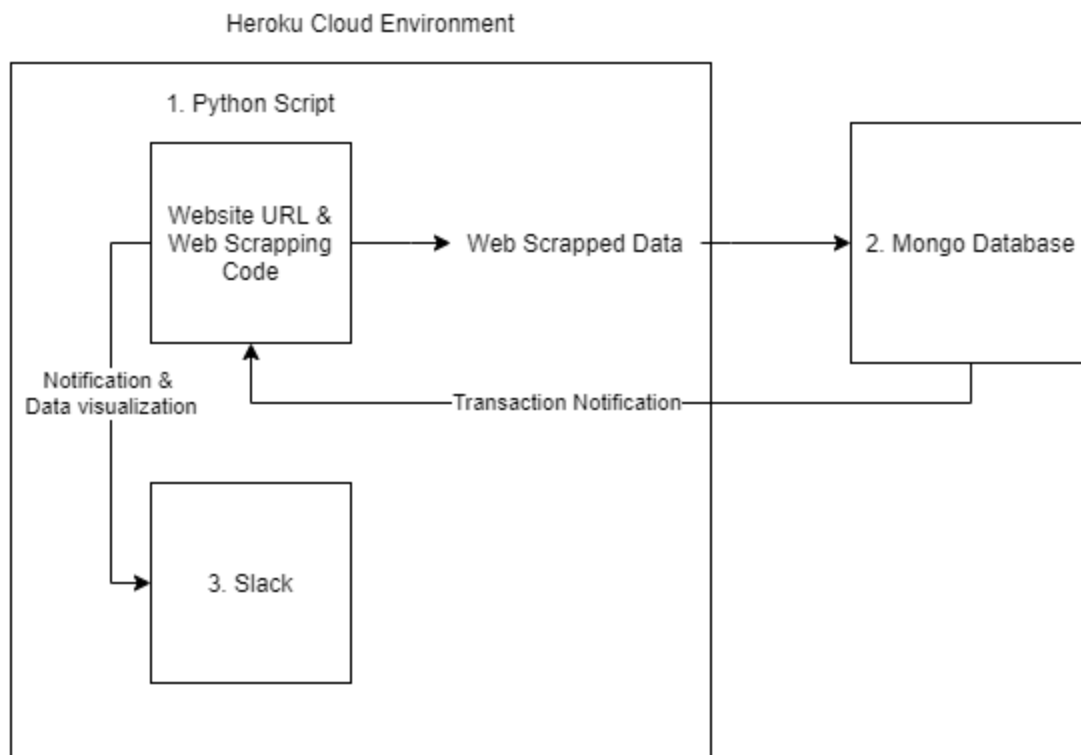 Heroku Cloud Environment
1. Python Script
Website URL &
Web Scrapping
Code
Web Scrapped Data
2. Mongo Database
Notification &
Data visualization
Transaction Notification
3. Slack